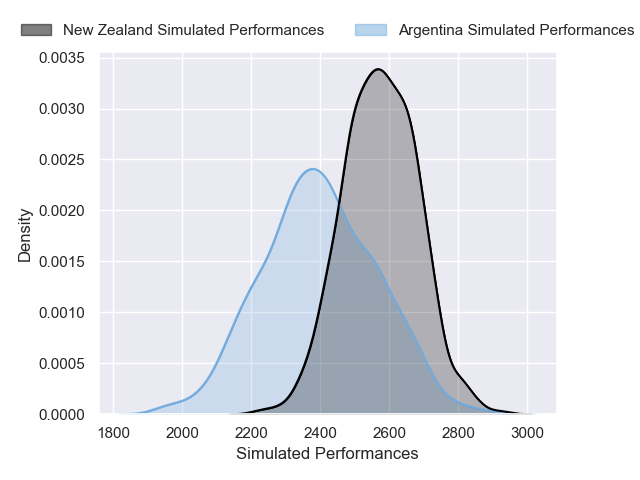 New Zealand Simulated Performances Argentina Simulated Performances
0.0035
0.0030
0.0025
0.0020
0.0015
0.0010
0.0005
0.0000
Density
1800 2000 2200 2400 2600 2800 3000
Simulated Performances